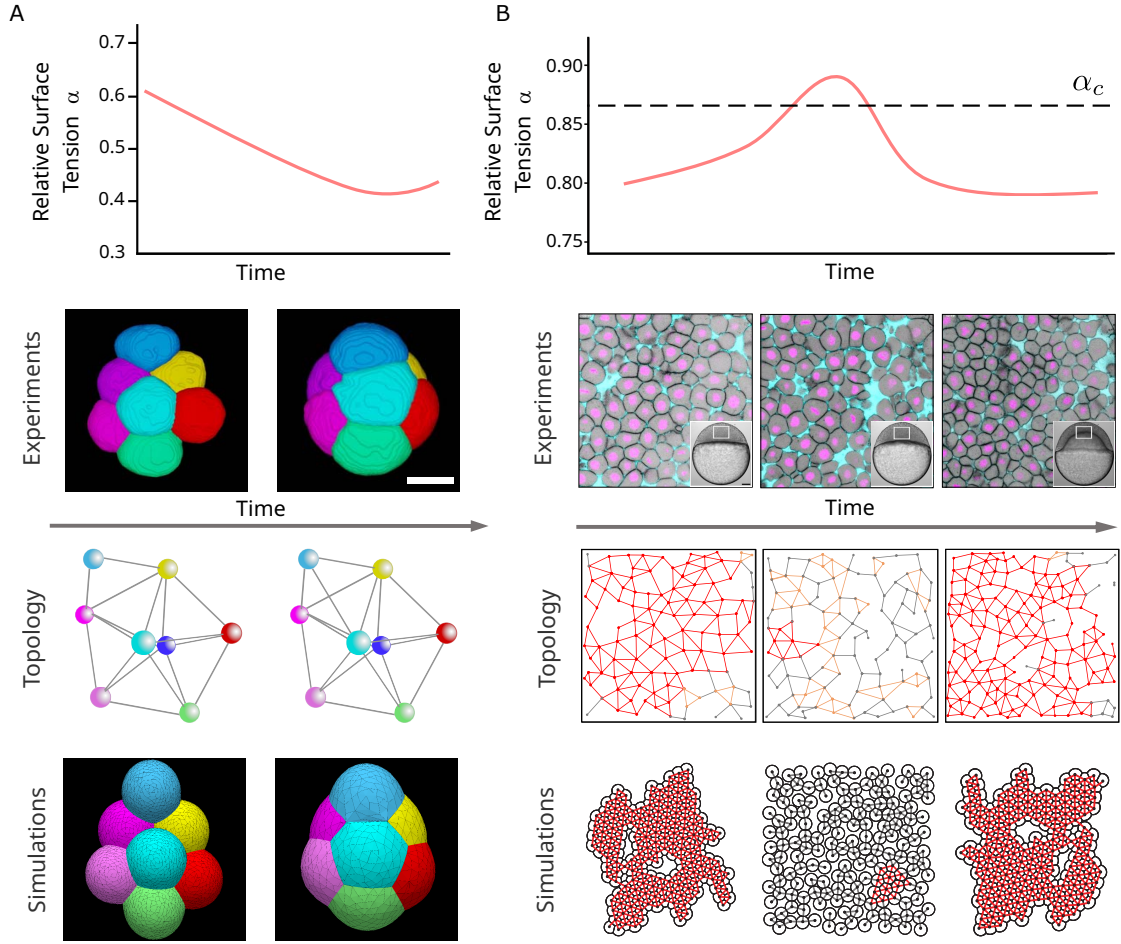 A
Relative Surface
Tension α
0.7
0.6
0.5
0.4
0.3
Time
B
Relative Surface
Tension α
0.90
0.85
0.80
0.75
αc
Time
Experiments
Time
Experiments
Time
Topology
Topology
Simulations
Simulations